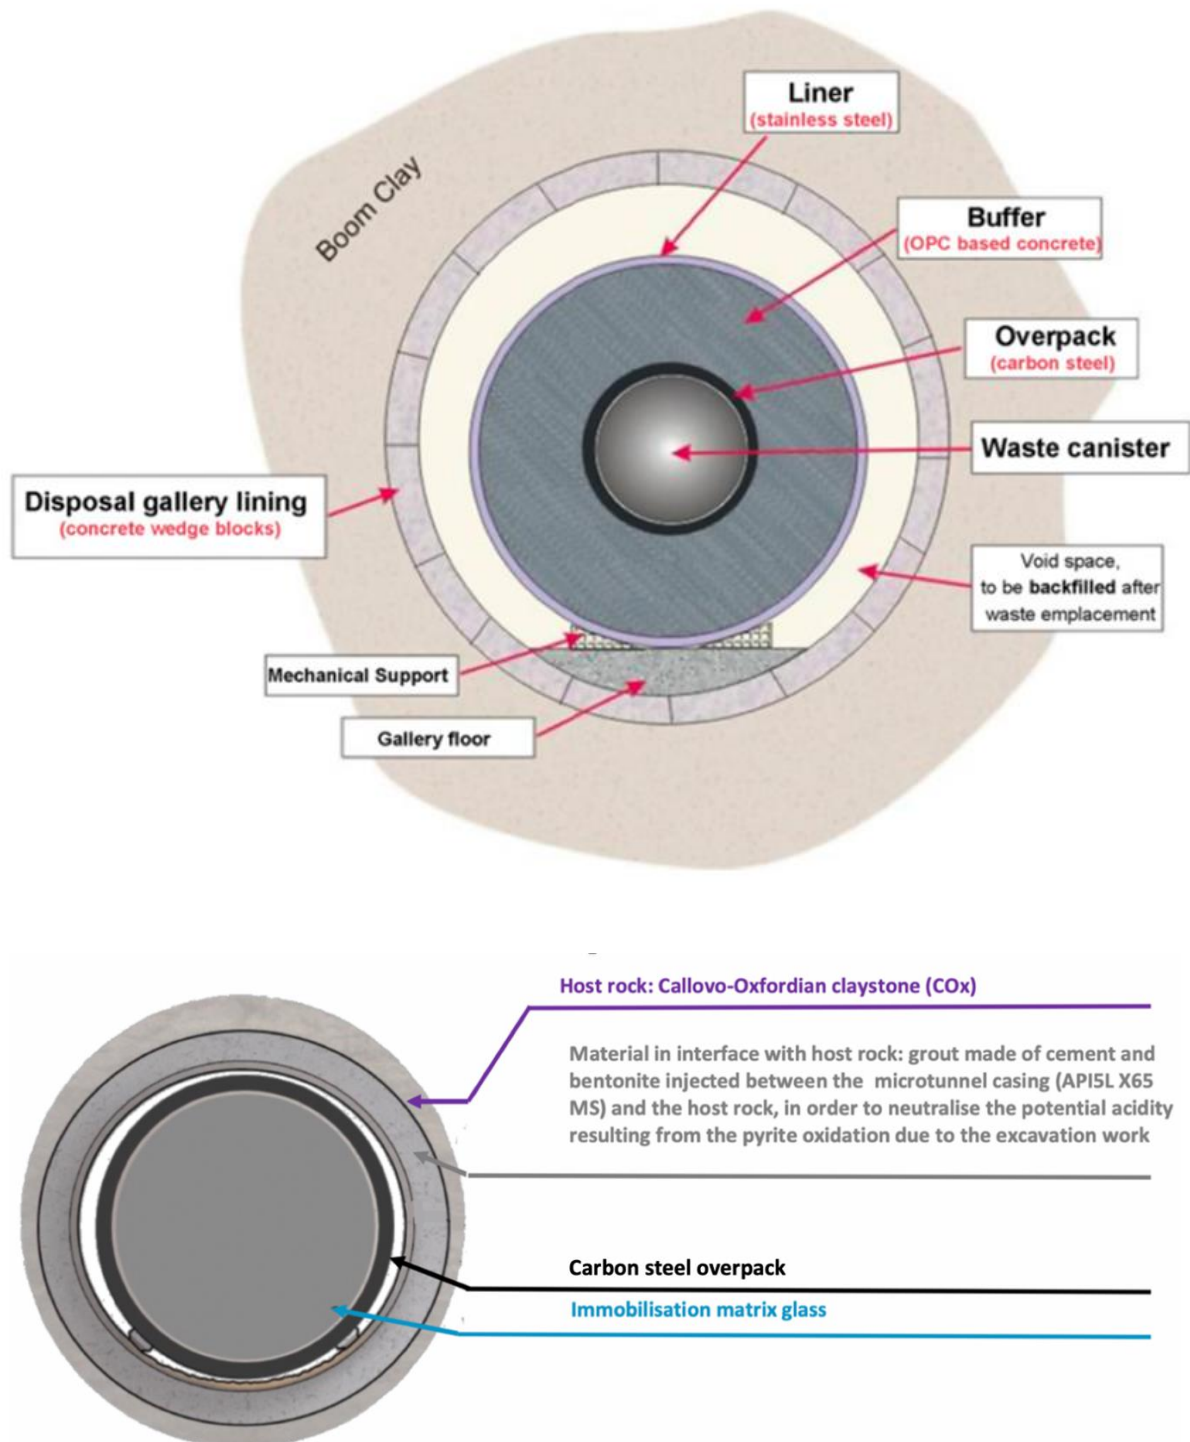 Liner
(stainless steel)
Boom Clay
Buffer
(OPC based concrete)
Overpack
(carbon steel)
Waste canister
Disposal gallery lining
(concrete wedge blocks)
Void space,
to be backfilled after
waste emplacement
Mechanical Support
Gallery floor
Host rock: Callovo-Oxfordian claystone (COx)
Material in interface with host rock: grout made of cement and
bentonite injected between the microtunnel casing (API5L X65
MS) and the host rock, in order to neutralise the potential acidity
resulting from the pyrite oxidation due to the excavation work
Carbon steel overpack
Immobilisation matrix glass